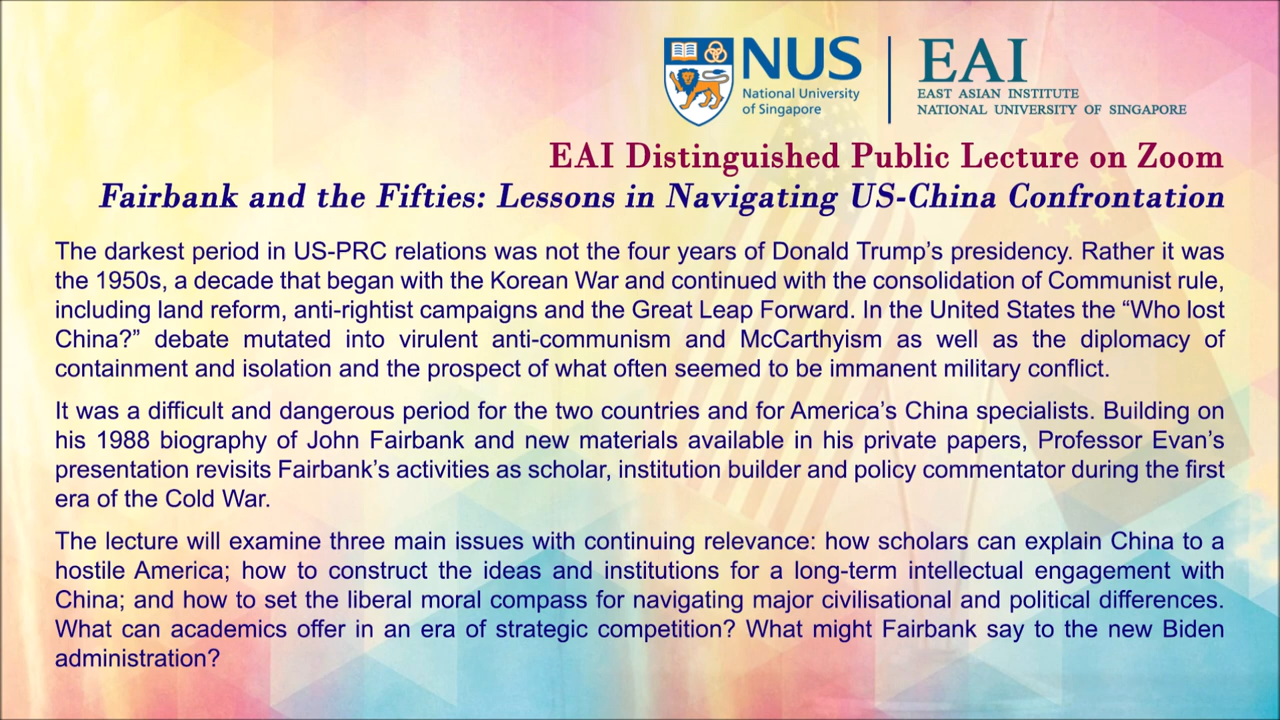 NUS
National University
of Singapore
EAI
EAST ASIAN INSTITUTE
NATIONAL UNIVERSITY OF SINGAPORE
EAI Distinguished Public Lecture on Zoom
Fairbank and the Fifties: Lessons in Navigating US-China Confrontation
The darkest period in US-PRC relations was not the four years of Donald Trump's presidency. Rather it was
the 1950s, a decade that began with the Korean War and continued with the consolidation of Communist rule,
including land reform, anti-rightist campaigns and the Great Leap Forward. In the United States the “Who lost
China?” debate mutated into virulent anti-communism and McCarthyism as well as the diplomacy of
containment and isolation and the prospect of what often seemed to be immanent military conflict.
It was a difficult and dangerous period for the two countries and for America’s China specialists. Building on
his 1988 biography of John Fairbank and new materials available in his private papers, Professor Evan’s
presentation revisits Fairbank’s activities as scholar, institution builder and policy commentator during the first
era of the Cold War.
The lecture will examine three main issues with continuing relevance: how scholars can explain China to a
hostile America; how to construct the ideas and institutions for a long-term intellectual engagement with
China; and how to set the liberal moral compass for navigating major civilisational and political differences.
What can academics offer in an era of strategic competition? What might Fairbank say to the new Biden
administration?